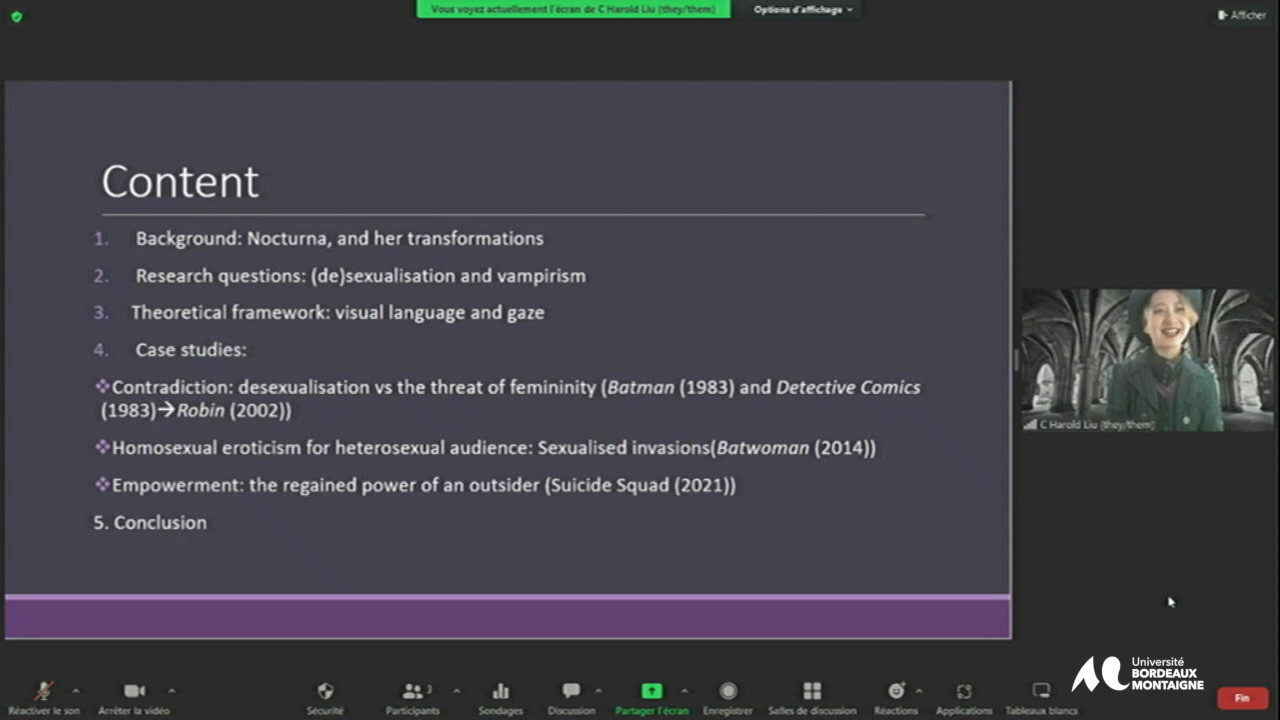 Vous voyez actuellement l'écran de C Harold Liu (they/them)
Options d'affichage
Afficher
Content
1. Background: Nocturna, and her transformations
2. Research questions: (de)sexualisation and vampirism
3. Theoretical framework: visual language and gaze
4. Case studies:
❖Contradiction: desexualisation vs the threat of femininity (Batman (1983) and Detective Comics
(1983)→Robin (2002))
❖Homosexual eroticism for heterosexual audience: Sexualised invasions(Batwoman (2014))
❖Empowerment: the regained power of an outsider (Suicide Squad (2021))
5. Conclusion
C Harold Liu (they/them)
Université
BORDEAUX
MONTAIGNE
3
Réactiver le son
Arrêter la vidéo
Sécurité
Participants
Sondages
Discussion
Partager l'écran
Enregistrer
Salles de discussion
Réactions
Applications
Tableaux blancs
Fin